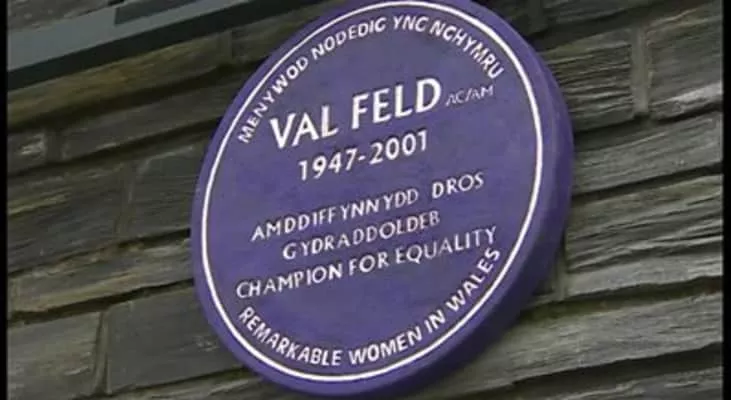 MENYWOD NODEDIG YNG NGHYMRU
VAL FELD AC/AM
1947-2001
AMDDIFFYNNYDD DROS
GYDRADDOLDEB
CHAMPION FOR EQUALITY
REMARKABLE WOMEN IN WALES